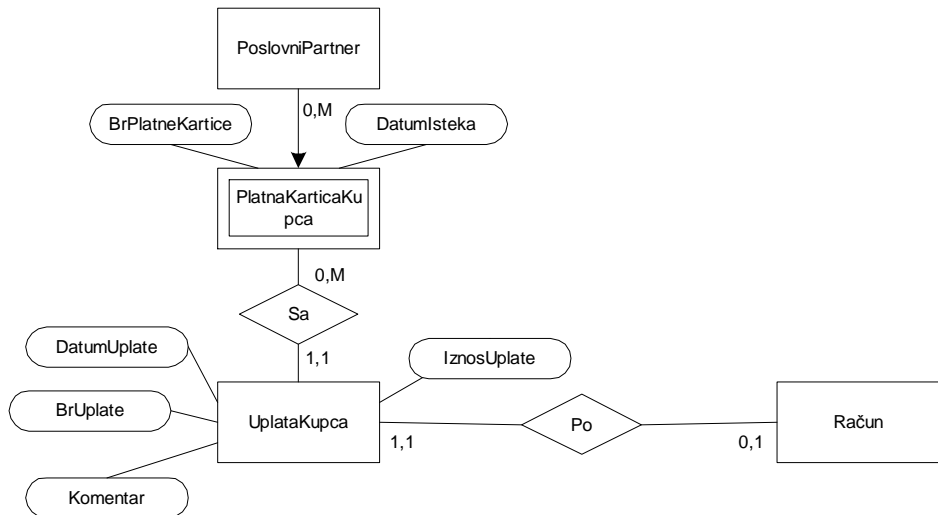 PoslovniPartner
0,M
BrPlatneKartice
DatumIsteka
PlatnaKarticaKu
pca
0,M
Sa
1,1
DatumUplate
IznosUplate
BrUplate
UplataKupca
1,1
Po
0,1
Račun
Komentar